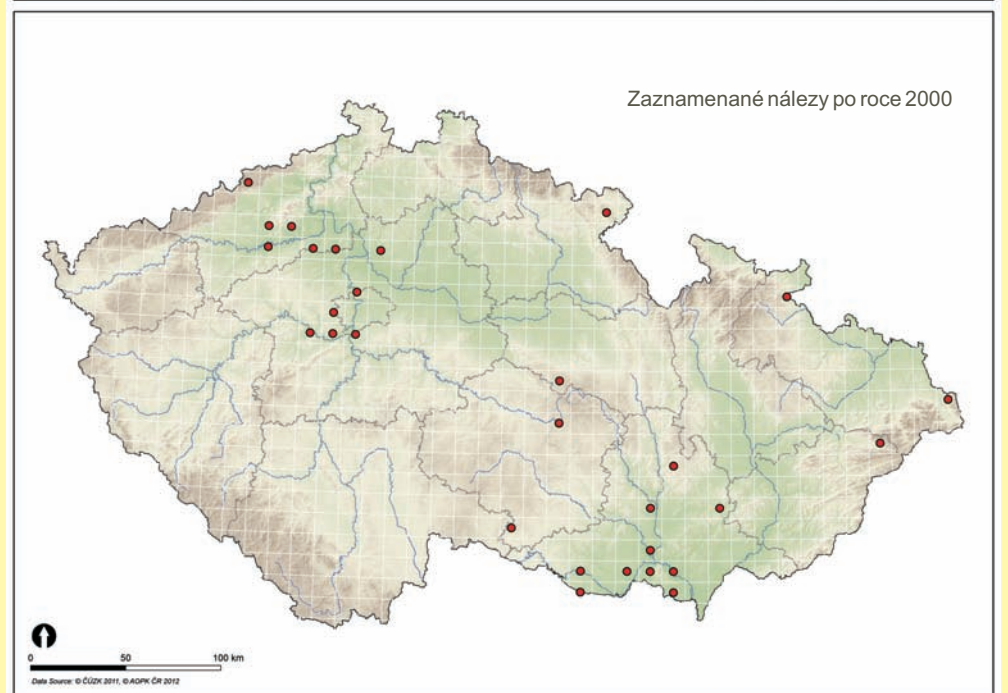 Zaznamenané nálezy po roce 2000
0 50 100 km
Data Source: © ČÚZK 2011, © AOPK ČR 2012